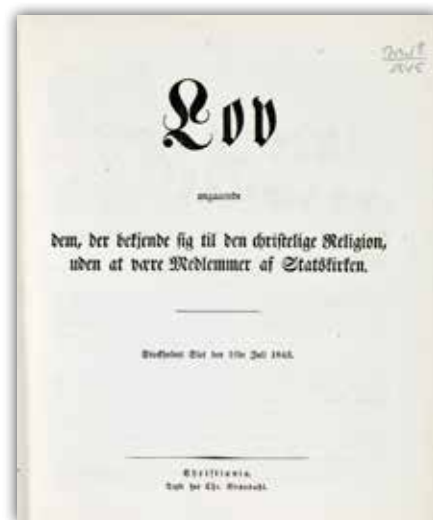 Lov
angaaende
dem, der bekjende sig til den christelige Religion,
uden at være Medlemmer af Statskirken.
Stockholms Slot den 16de Juli 1845.
Christiania.
Trykt hos Chr. Grøndahl.